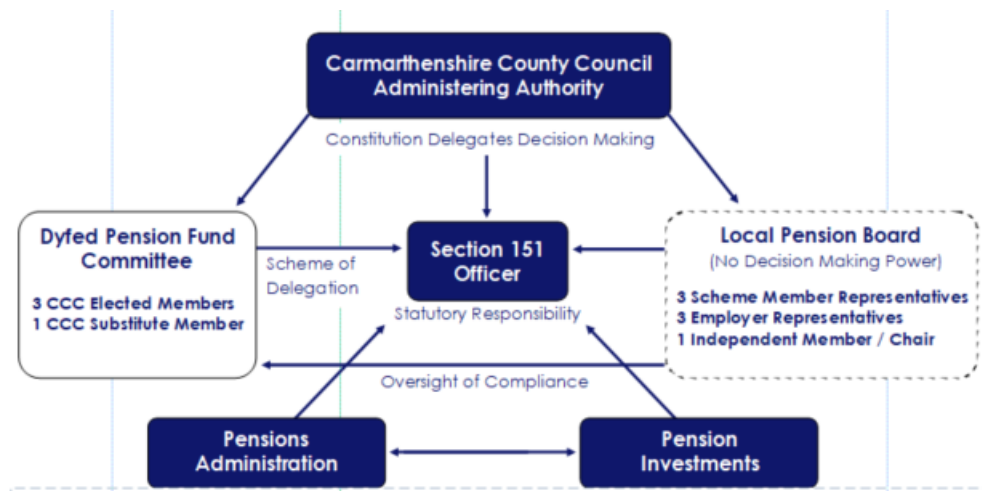 Carmarthenshire County Council
Administering Authority
Constitution Delegates Decision Making
Dyfed Pension Fund
Committee
3 CCC Elected Members
1 CCC Substitute Member
Scheme of
Delegation
Section 151
Officer
Statutory Responsibility
Local Pension Board
(No Decision Making Power)
3 Scheme Member Representatives
3 Employer Representatives
1 Independent Member / Chair
Oversight of Compliance
Pensions
Administration
Pension
Investments